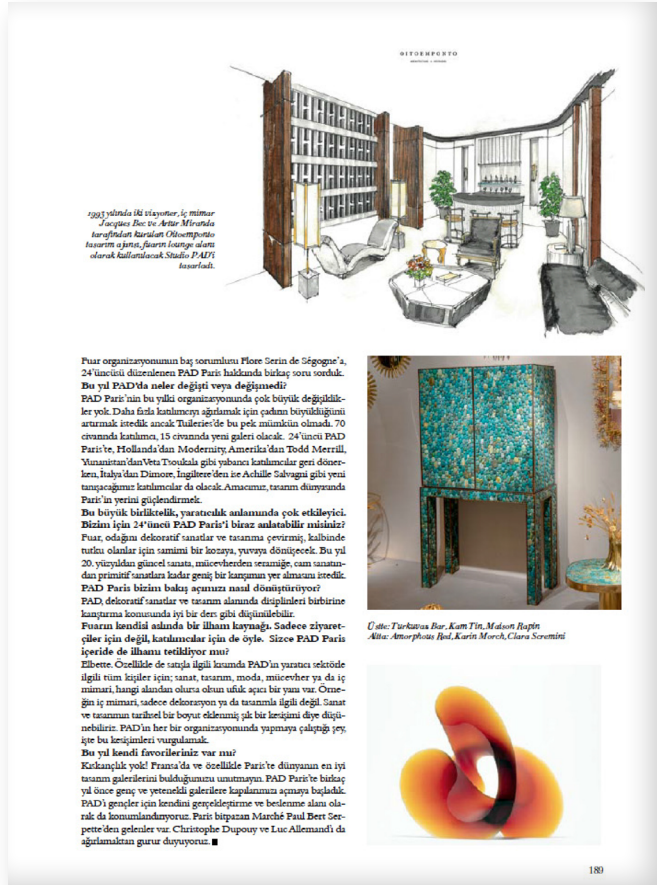 OITOEMPONTO
1993 yılında iki vizyoner, iç mimar
Jacques Bec ve Artur Miranda
tarafından kurulan Oitoemponto
tasarım ajansı, fuarın lounge alanı
olarak kullanılacak Studio PAD'i
tasarladı.
Fuar organizasyonunun baş sorumlusu Flore Serin de Ségogne'a,
24'üncüsü düzenlenen PAD Paris hakkında birkaç soru sorduk.
Bu yıl PAD'da neler değişti veya değişmedi?
PAD Paris'nin bu yılki organizasyonunda çok büyük değişiklik-
ler yok. Daha fazla katılımcıyı ağırlamak için çadırın büyüklüğünü
artırmak istedik ancak Tuileries'de bu pek mümkün olmadı. 70
civarında katılımcı, 15 civarında yeni galeri olacak. 24'üncü PAD
Paris'te, Hollanda'dan Modernity, Amerika'dan Todd Merrill,
Yunanistan'dan Veta Tsoukala gibi yabancı katılımcılar geri döner-
ken, İtalya'dan Dimore, İngiltere'den ise Achille Salvagni gibi yeni
tanışacağımız katılımcılar da olacak. Amacımız, tasarım dünyasında
Paris'in yerini güçlendirmek.
Bu büyük birliktelik, yaratıcılık anlamında çok etkileyici.
Bizim için 24'üncü PAD Paris'i biraz anlatabilir misiniz?
Fuar, odağını dekoratif sanatlar ve tasarıma çevirmiş, kalbinde
tutku olanlar için samimi bir kozaya, yuvaya dönüşecek. Bu yıl
20. yüzyıldan güncel sanata, mücevherden seramiğe, cam sanatın-
dan primitif sanatlara kadar geniş bir karışımın yer almasını istedik.
PAD Paris bizim bakış açımızı nasıl dönüştürüyor?
PAD, dekoratif sanatlar ve tasarım alanında disiplinleri birbirine
karıştırma konusunda iyi bir ders gibi düşünülebilir.
Fuarın kendisi aslında bir ilham kaynağı. Sadece ziyaret-
çiler için değil, katılımcılar için de öyle. Sizce PAD Paris
içeride de ilhamı tetikliyor mu?
Elbette. Özellikle de satışla ilgili kısımda PAD'ın yaratıcı sektörle
ilgili tüm kişiler için; sanat, tasarım, moda, mücevher ya da iç
mimari, hangi alandan olursa olsun ufuk açıcı bir yanı var. Örne-
ğin iç mimari, sadece dekorasyon ya da tasarımla ilgili değil. Sanat
ve tasarımın tarihsel bir boyut eklenmiş şık bir kesişimi diye düşü-
nebiliriz. PAD'ın her bir organizasyonunda yapmaya çalıştığı şey,
işte bu kesişimleri vurgulamak.
Bu yıl kendi favorileriniz var mı?
Kıskançlık yok! Fransa'da ve özellikle Paris'te dünyanın en iyi
tasarım galerilerini bulduğunuzu unutmayın. PAD Paris'te birkaç
yıl önce genç ve yetenekli galerilere kapılarımızı açmaya başladık.
PAD'ı gençler için kendini gerçekleştirme ve beslenme alanı ola-
rak da konumlandırıyoruz. Paris bitpazarı Marché Paul Bert Ser-
pette'den gelenler var. Christophe Dupouy ve Luc Allemand'ı da
ağırlamaktan gurur duyuyoruz.
Üstte: Turkuvaz Bar, Kam Tin, Maison Rapin
Altta: Amorphous Red, Karin Morch, Clara Scremini
189